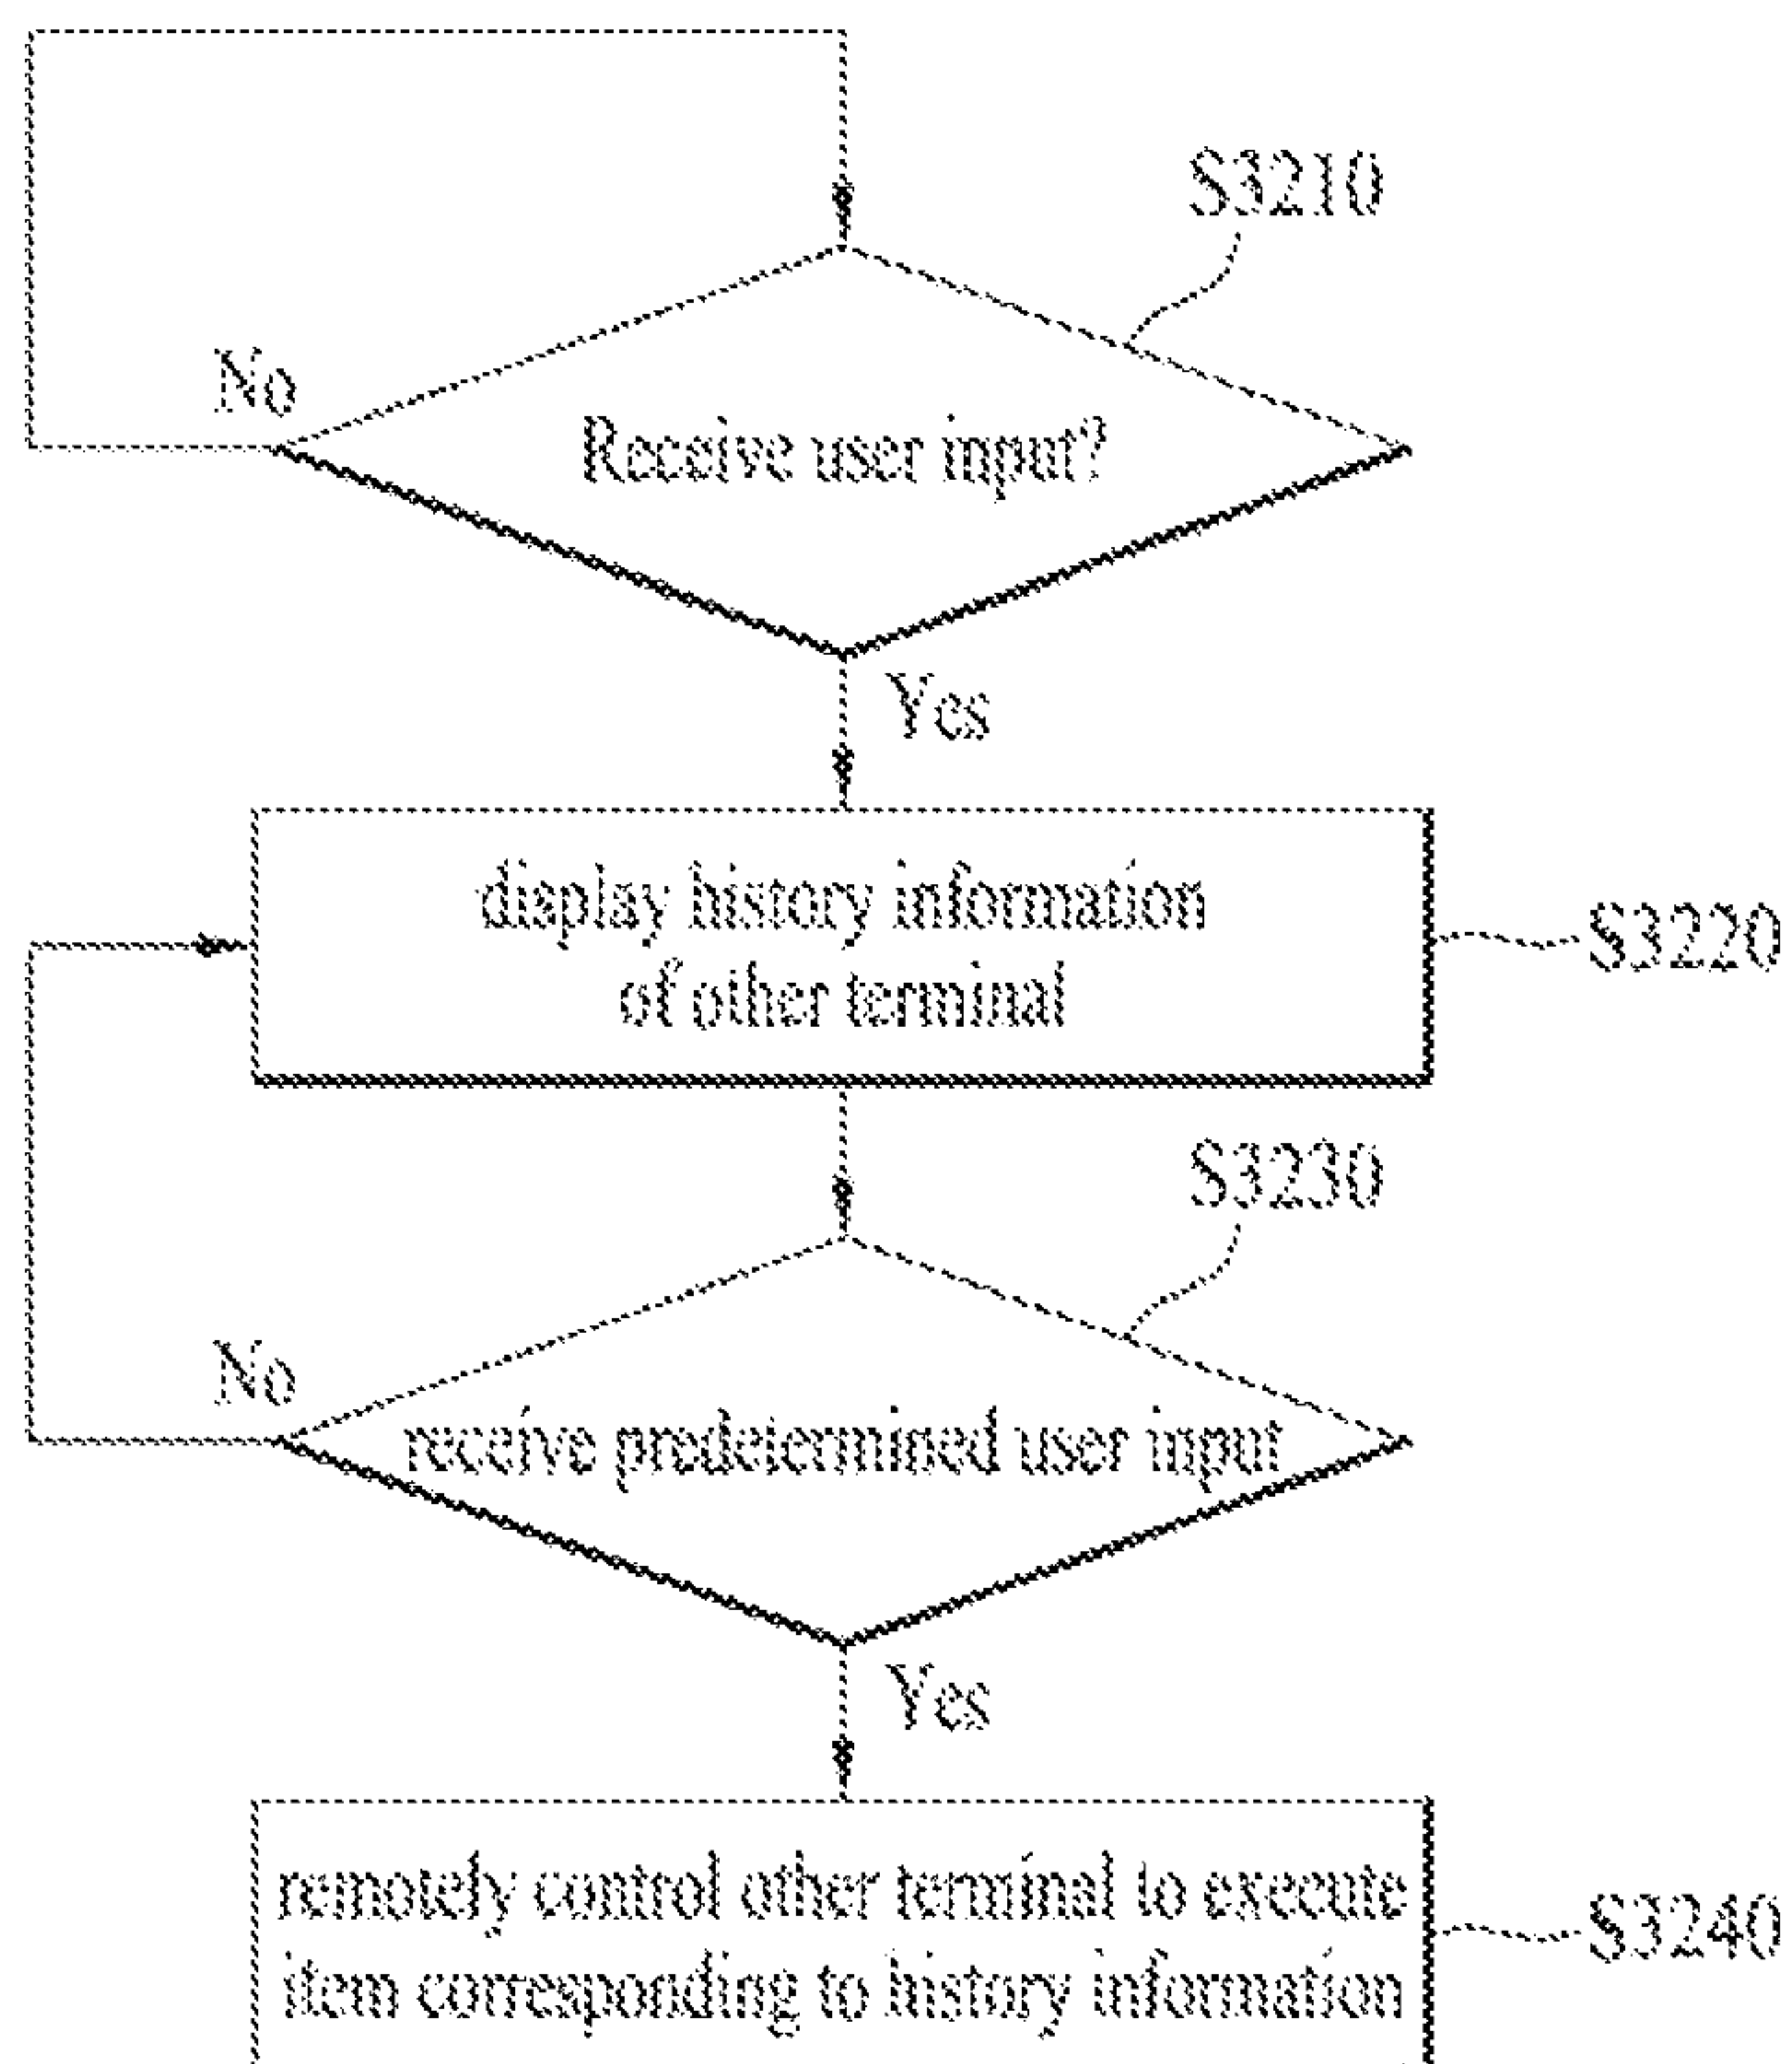 S3210
No
Receive user input?
Yes
display history information
of other terminal
S3220
S3230
No
receive predetermined user input
Yes
remotely control other terminal to execute
item corresponding to history information
S3240